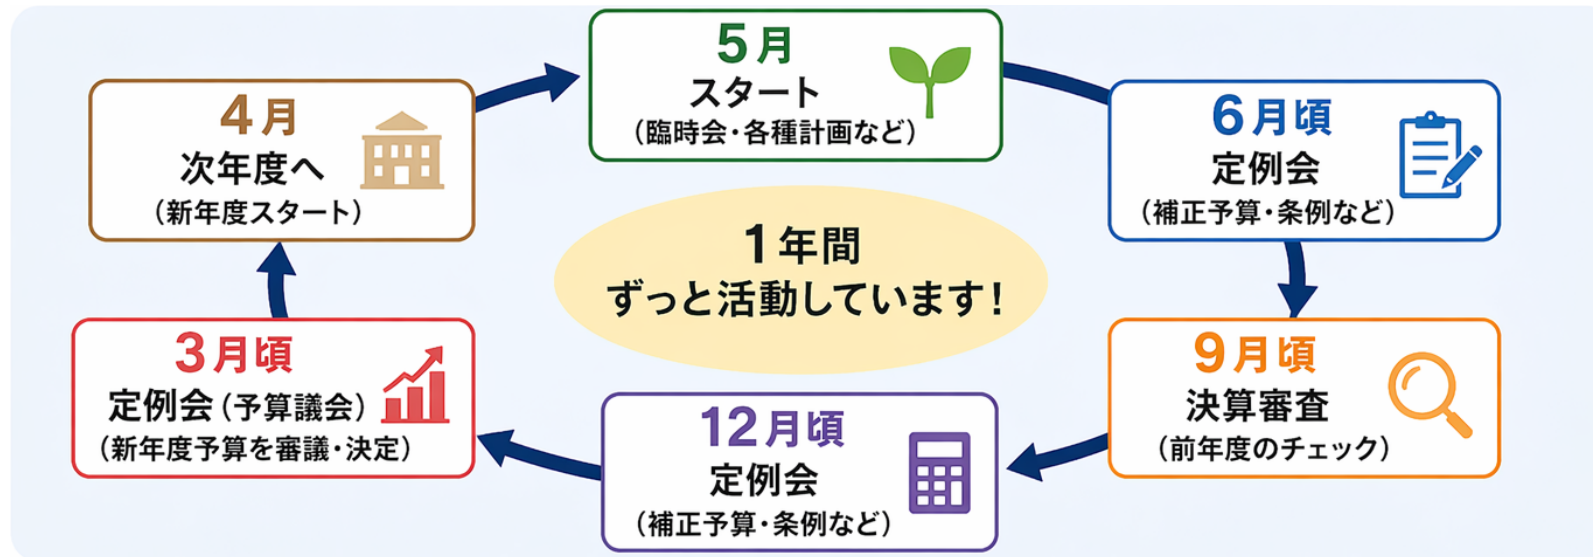 5月
スタート
(臨時会・各種計画など)
6月頃
定例会
(補正予算・条例など)
9月頃
決算審査
(前年度のチェック)
12月頃
定例会
(補正予算・条例など)
3月頃
定例会(予算議会)
(新年度予算を審議・決定)
4月
次年度へ
(新年度スタート)
1年間
ずっと活動しています!